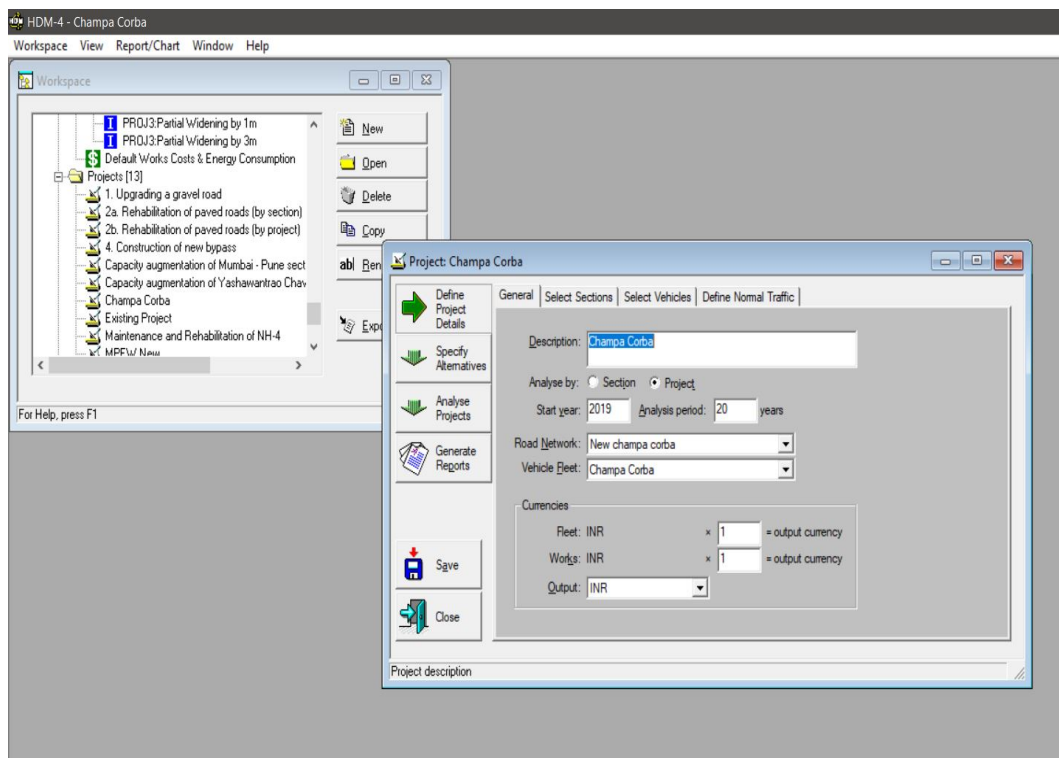 HDM-4 - Champa Corba
Workspace View Report/Chart Window Help
Workspace
PROJ3:Partial Widening by 1m
PROJ3:Partial Widening by 3m
Default Works Costs & Energy Consumption
Projects [13]
1. Upgrading a gravel road
2a. Rehabilitation of paved roads (by section)
2b. Rehabilitation of paved roads (by project)
4. Construction of new bypass
Capacity augmentation of Mumbai - Pune sect
Capacity augmentation of Yashawantrao Chav
Champa Corba
Existing Project
Maintenance and Rehabilitation of NH-4
MPEW New
New
Open
Delete
Copy
Ren
Expo
For Help, press F1
Project: Champa Corba
Define
Project
Details
Specify
Alternatives
Analyse
Projects
Generate
Reports
Save
Close
General Select Sections Select Vehicles Define Normal Traffic
Description: Champa Corba
Analyse by: Section Project
Start year: 2019 Analysis period: 20 years
Road Network: New champa corba
Vehicle Fleet: Champa Corba
Currencies
Fleet: INR × 1 = output currency
Works: INR × 1 = output currency
Output: INR
Project description